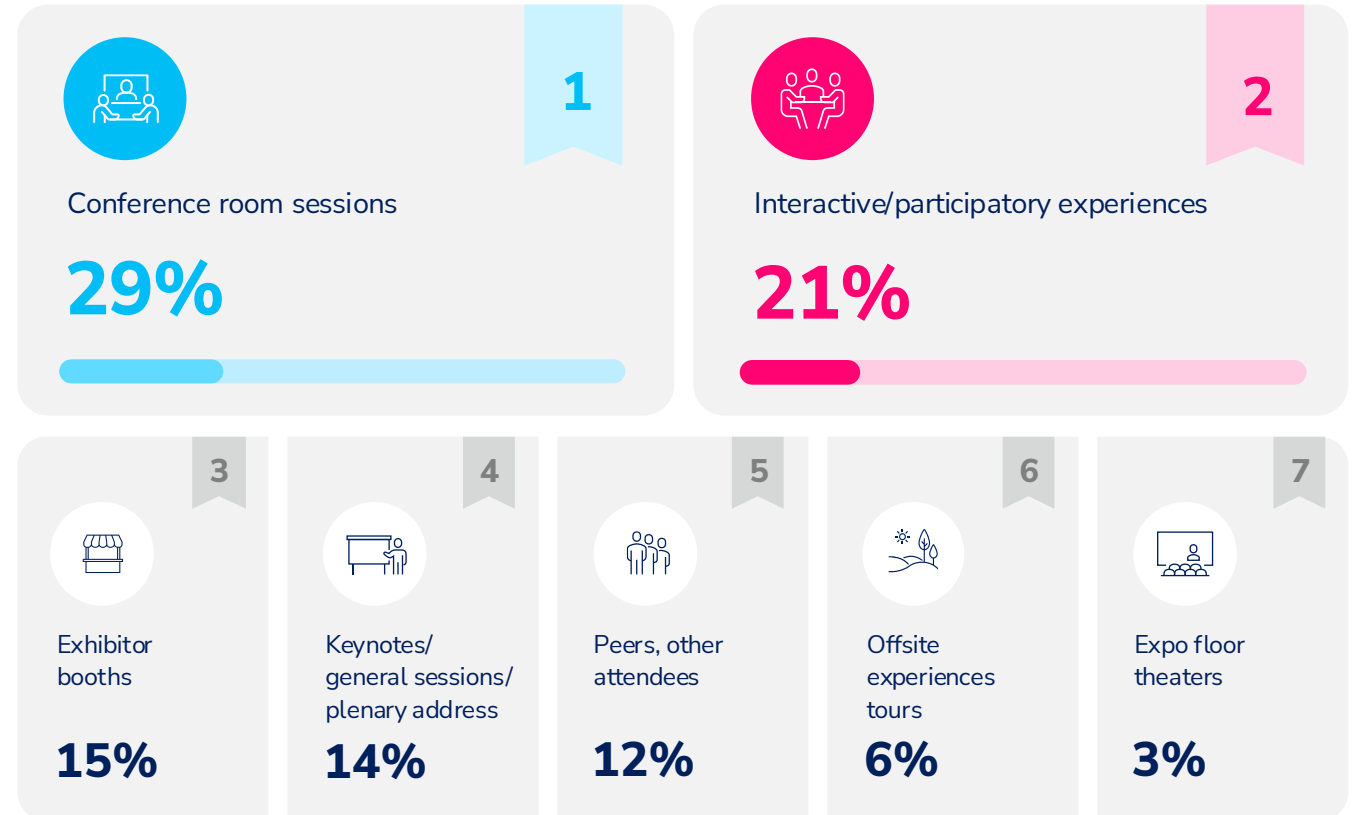 1
Conference room sessions
29%
2
Interactive/participatory experiences
21%
3
Exhibitor
booths
15%
4
Keynotes/
general sessions/
plenary address
14%
5
Peers, other
attendees
12%
6
Offsite
experiences
tours
6%
7
Expo floor
theaters
3%